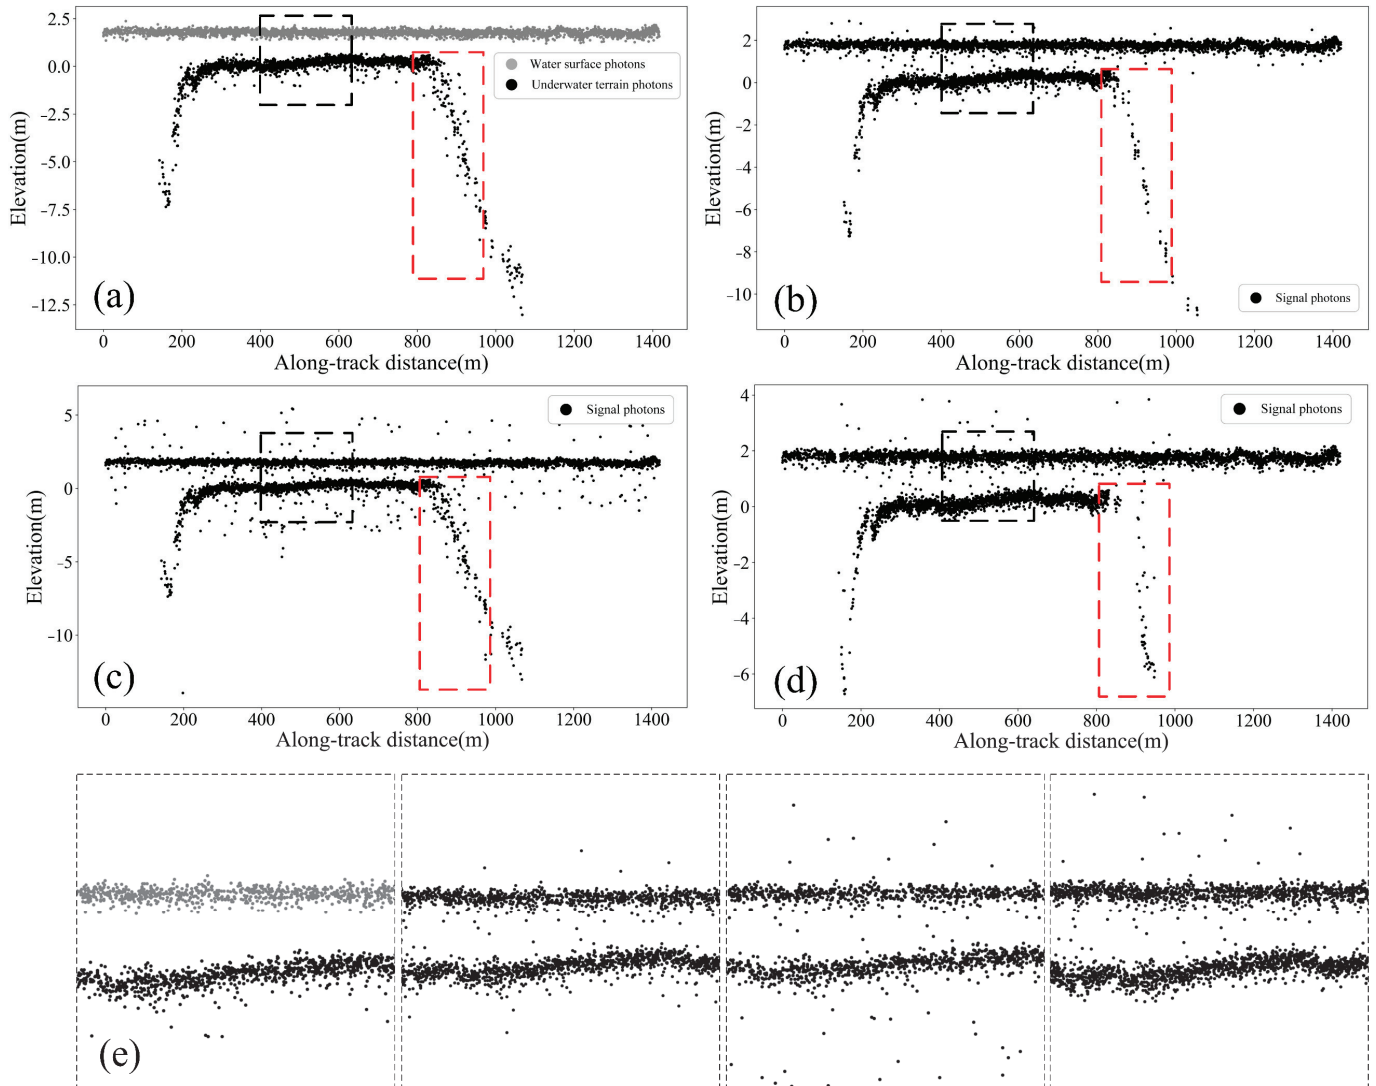 2.5
0.0
−2.5
−5.0
−7.5
−10.0
−12.5
Elevation(m)
Water surface photons
Underwater terrain photons
(a)
0 200 400 600 800 1000 1200 1400
Along-track distance(m)
2
0
−2
−4
−6
−8
−10
Elevation(m)
Signal photons
(b)
0 200 400 600 800 1000 1200 1400
Along-track distance(m)
5
0
−5
−10
Elevation(m)
Signal photons
(c)
0 200 400 600 800 1000 1200 1400
Along-track distance(m)
4
2
0
−2
−4
−6
Elevation(m)
Signal photons
(d)
0 200 400 600 800 1000 1200 1400
Along-track distance(m)
(e)